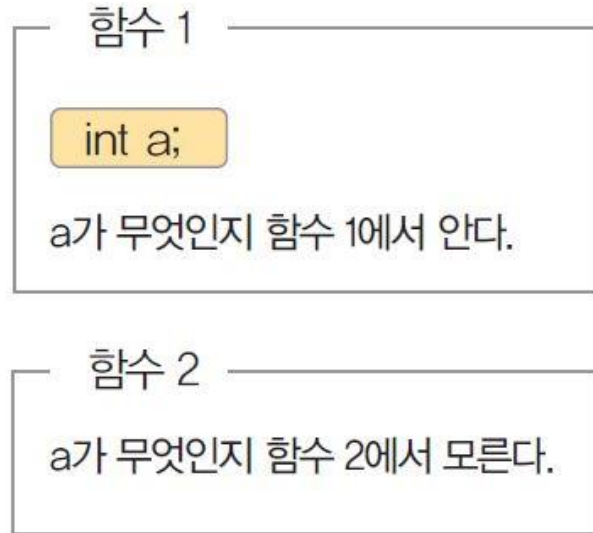 함수 1
int a;
a가 무엇인지 함수 1에서 안다.
함수 2
a가 무엇인지 함수 2에서 모른다.